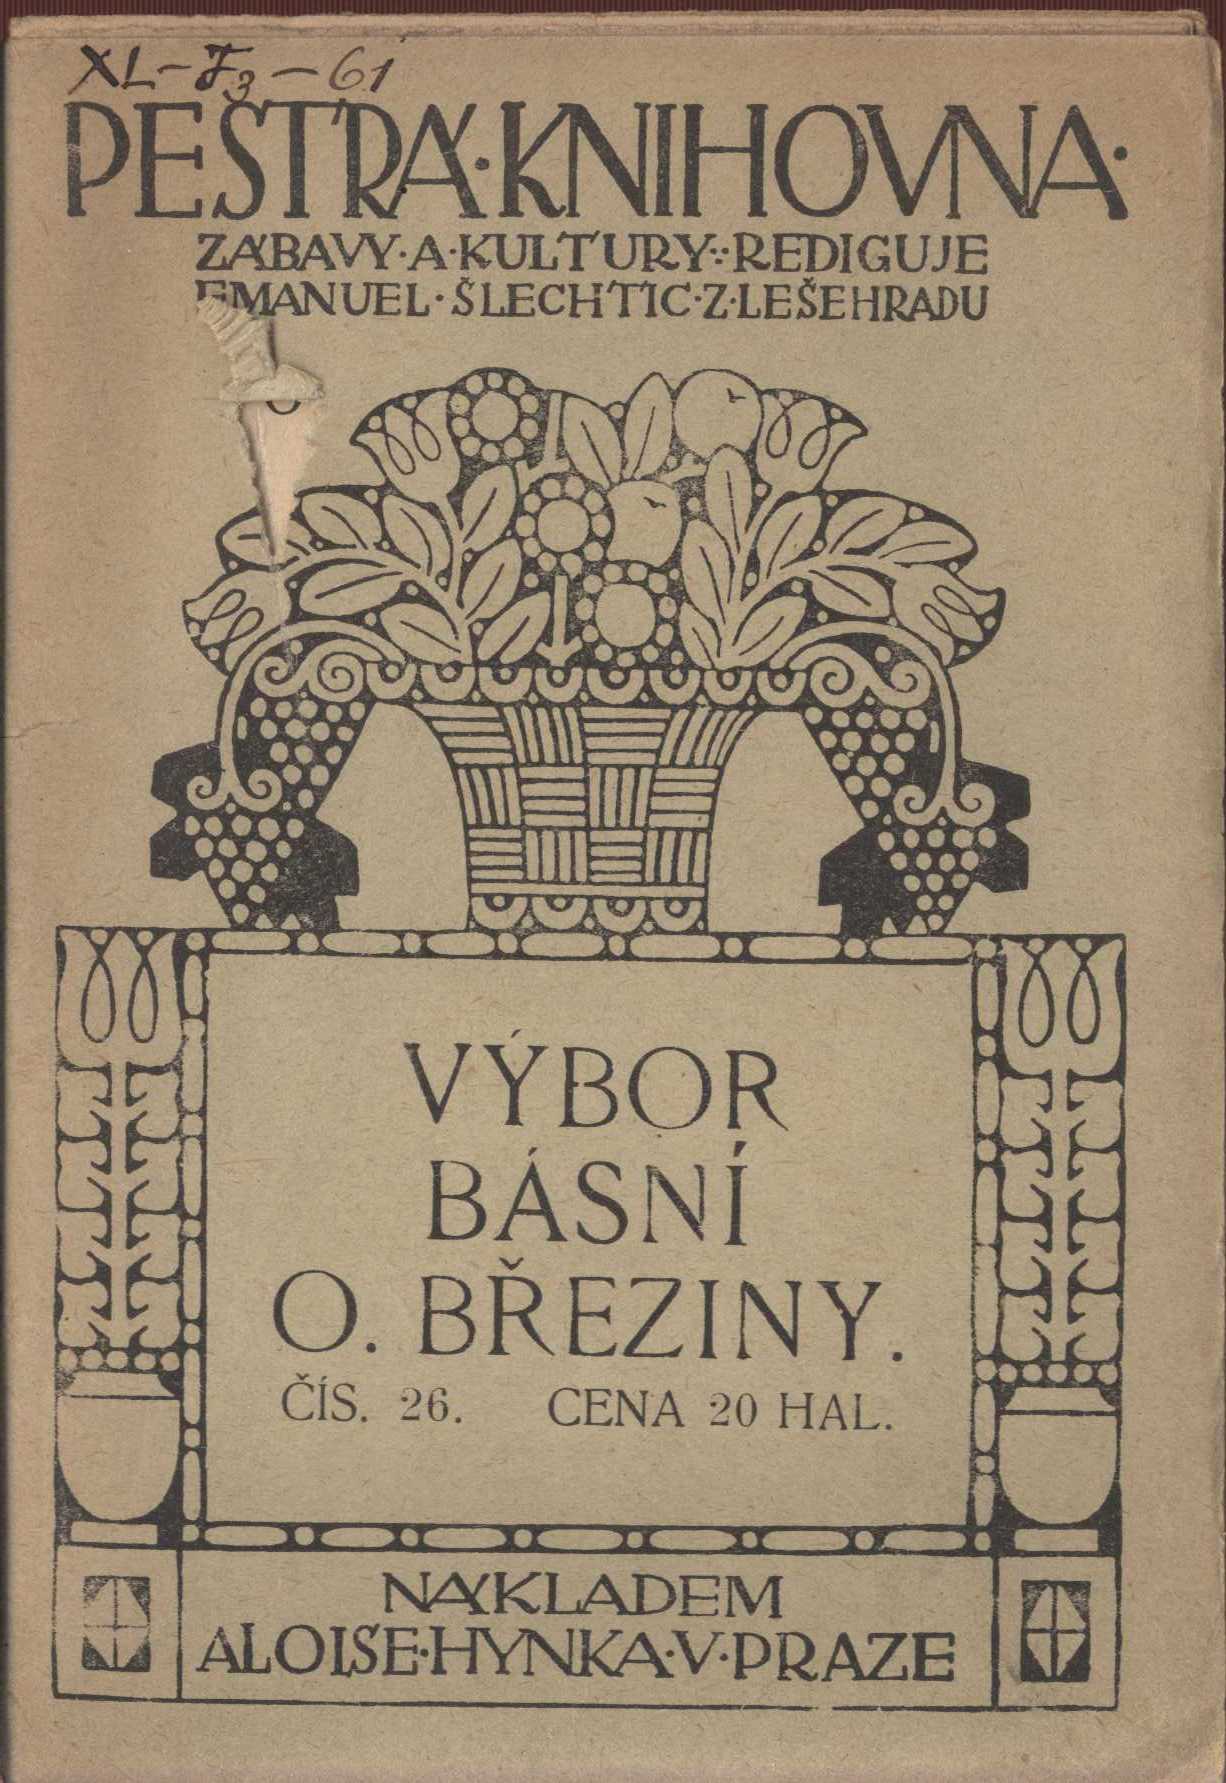 XL-J3-61
PESTRÁ·KNIHOVNA·
ZÁBAVY·A·KULTURY:·REDIGUJE
EMANUEL·ŠLECHTIC·Z·LEŠEHRADU
VÝBOR
BÁSNÍ
O. BŘEZINY.
ČÍS. 26. CENA 20 HAL.
NÁKLADEM
ALOISE·HYNKA·V·PRAZE